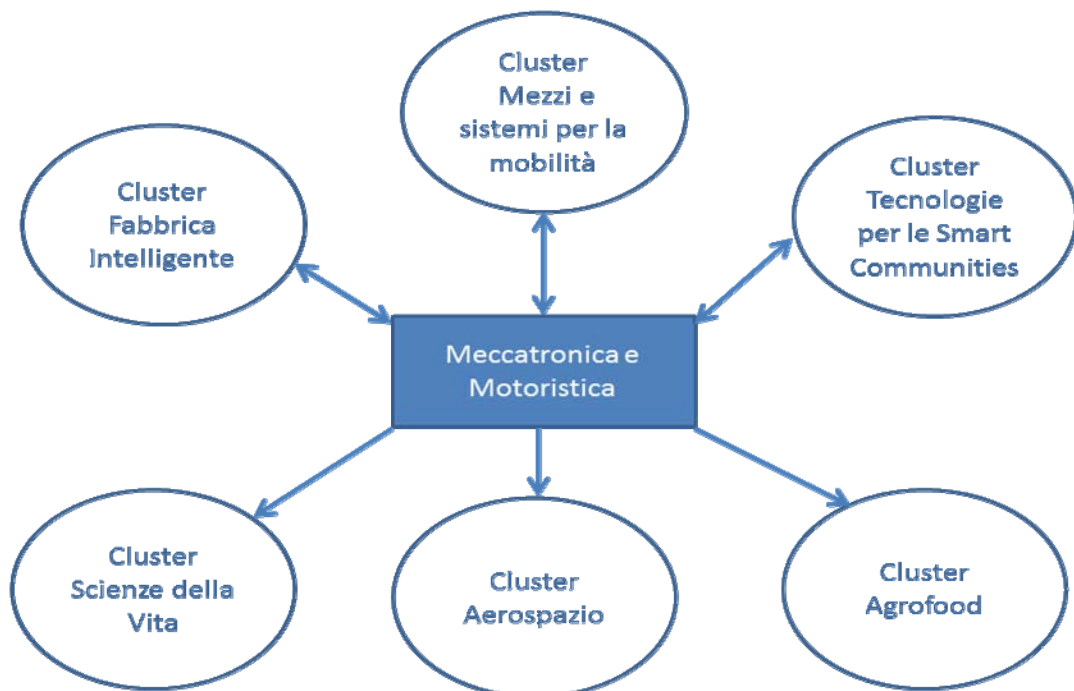 Cluster
Mezzi e
sistemi per la
mobilità
Cluster
Fabbrica
Intelligente
Cluster
Tecnologie
per le Smart
Communities
Meccatronica e
Motoristica
Cluster
Scienze della
Vita
Cluster
Aerospazio
Cluster
Agrofood